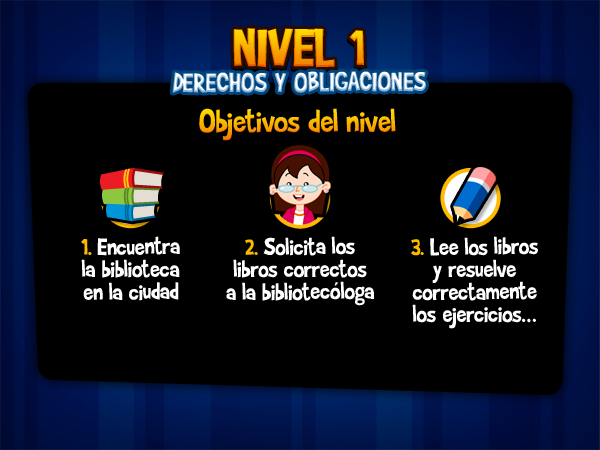 NIVEL 1
DERECHOS Y OBLIGACIONES
Objetivos del nivel
1. Encuentra
la biblioteca
en la ciudad
2. Solicita los
libros correctos
a la bibliotecóloga
3. Lee los libros
y resuelve
correctamente
los ejercicios...